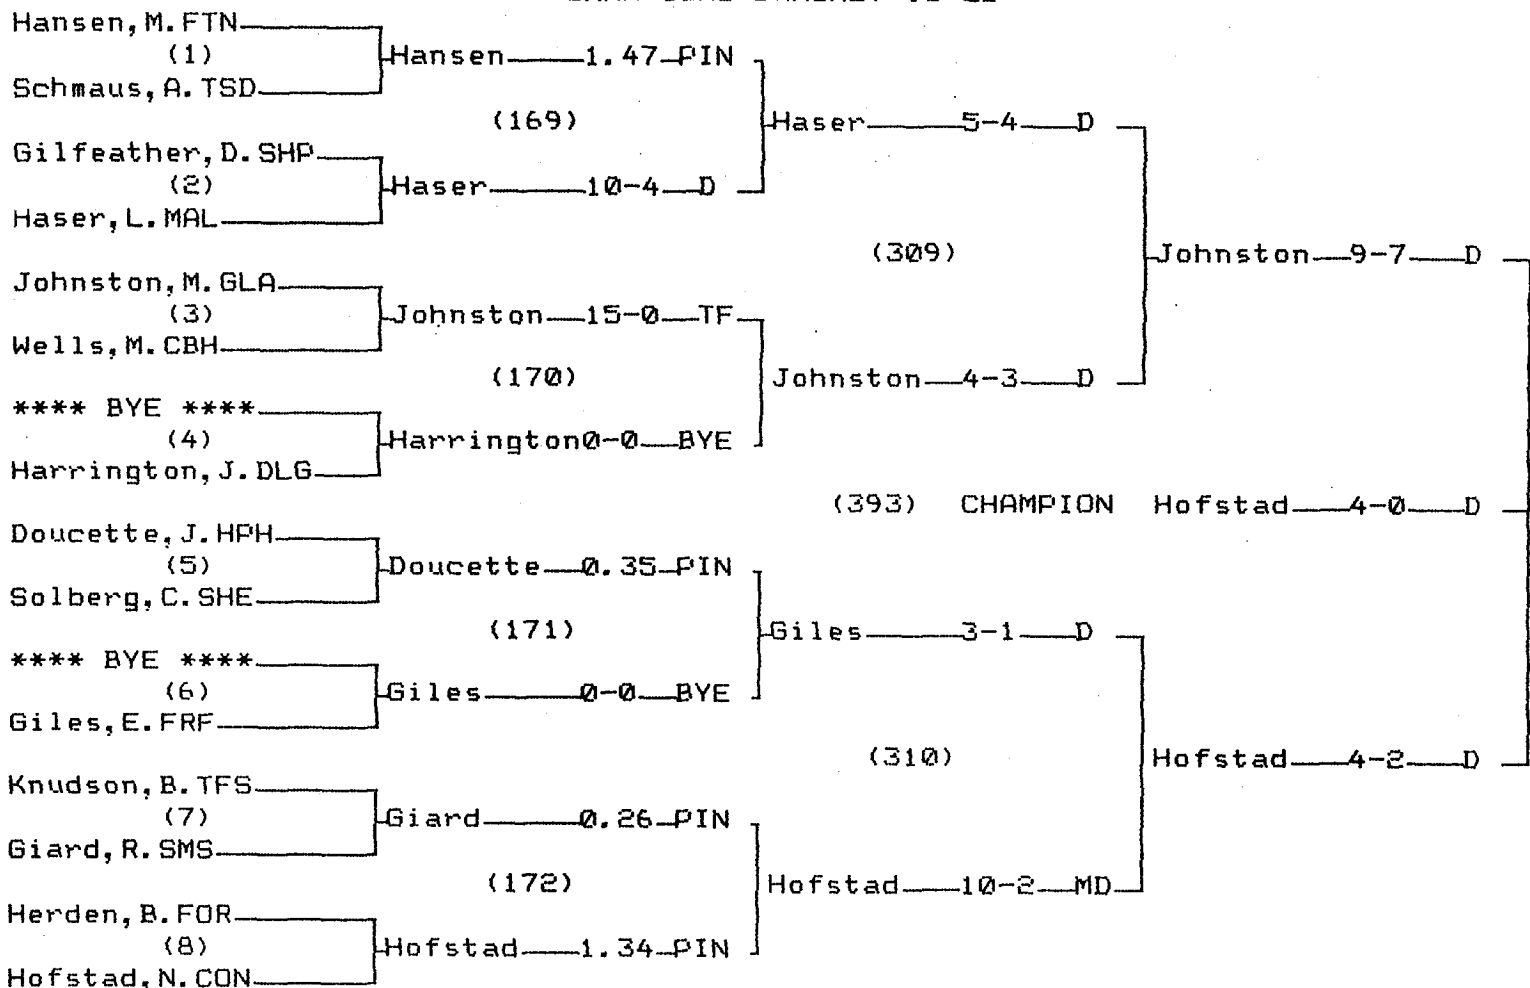 Hansen, M. FTN
(1) Hansen 1.47 PIN
Schmaus, A. TSD
(169) Haser 5-4 D
Gilfeather, D. SHP
(2) Haser 10-4 D
Haser, L. MAL
(309) Johnston 9-7 D
Johnston, M. GLA
(3) Johnston 15-0 TF
Wells, M. CBH
(170) Johnston 4-3 D
**** BYE ****
(4) Harrington 0-0 BYE
Harrington, J. DLG
(393) CHAMPION Hofstad 4-0 D
Doucette, J. HPH
(5) Doucette 0.35 PIN
Solberg, C. SHE
(171) Giles 3-1 D
**** BYE ****
(6) Giles 0-0 BYE
Giles, E. FRF
(310) Hofstad 4-2 D
Knudson, B. TFS
(7) Giard 0.26 PIN
Giard, R. SMS
(172) Hofstad 10-2 MD
Herden, B. FOR
(8) Hofstad 1.34 PIN
Hofstad, N. CON